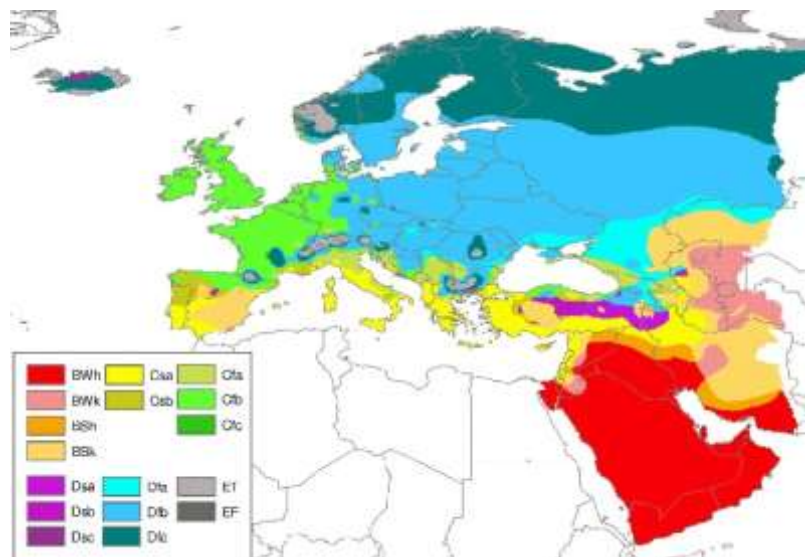 BWh Csa Cfa
BWk Csb Cfb
BSh Cfc
BSk
Dsa Dfa ET
Dsb Dfb EF
Dsc Dfc